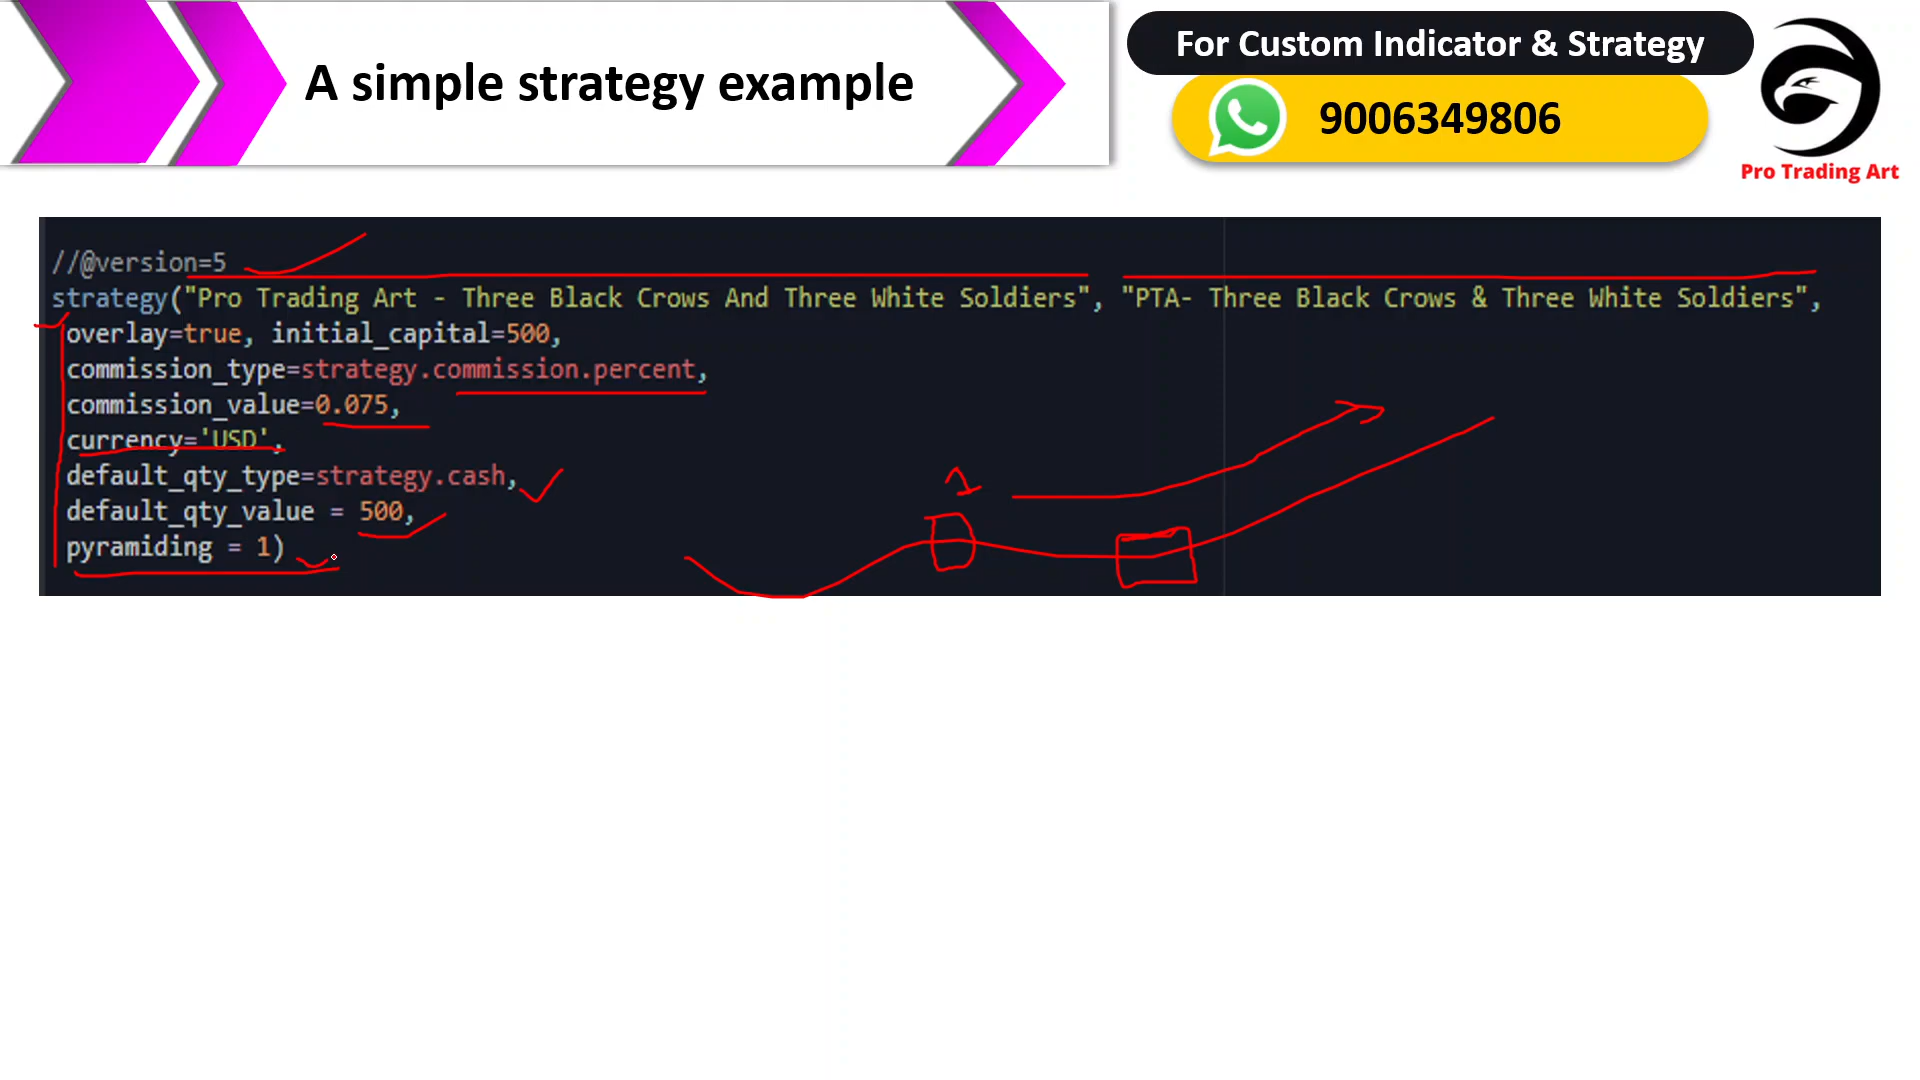 A simple strategy example
For Custom Indicator & Strategy
9006349806
Pro Trading Art
//@version=5
strategy("Pro Trading Art - Three Black Crows And Three White Soldiers", "PTA- Three Black Crows & Three White Soldiers",
overlay=true, initial_capital=500,
commission_type=strategy.commission.percent,
commission_value=0.075,
currency='USD',
default_qty_type=strategy.cash,
default_qty_value = 500,
pyramiding = 1)
1